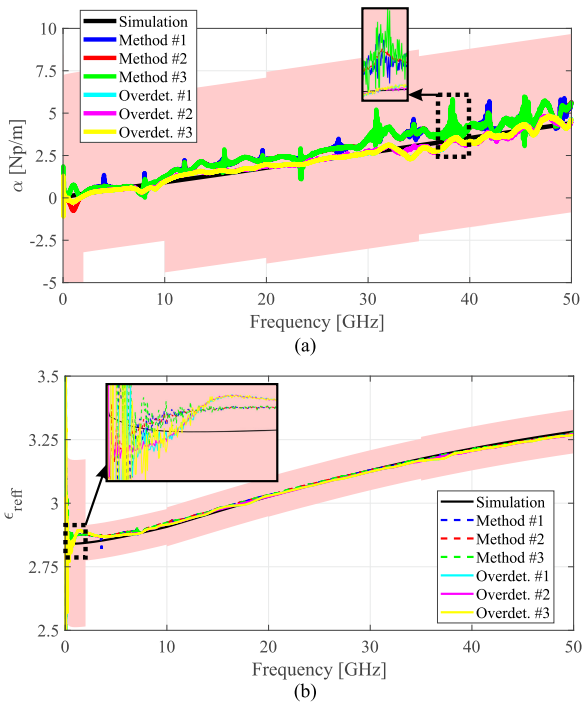 10
7.5
5
2.5
0
-2.5
-5
α [Np/m]
Simulation
Method #1
Method #2
Method #3
Overdet. #1
Overdet. #2
Overdet. #3
0 10 20 30 40 50
Frequency [GHz]
(a)
3.5
3.25
3
2.75
2.5
ϵreff
Simulation
Method #1
Method #2
Method #3
Overdet. #1
Overdet. #2
Overdet. #3
0 10 20 30 40 50
Frequency [GHz]
(b)